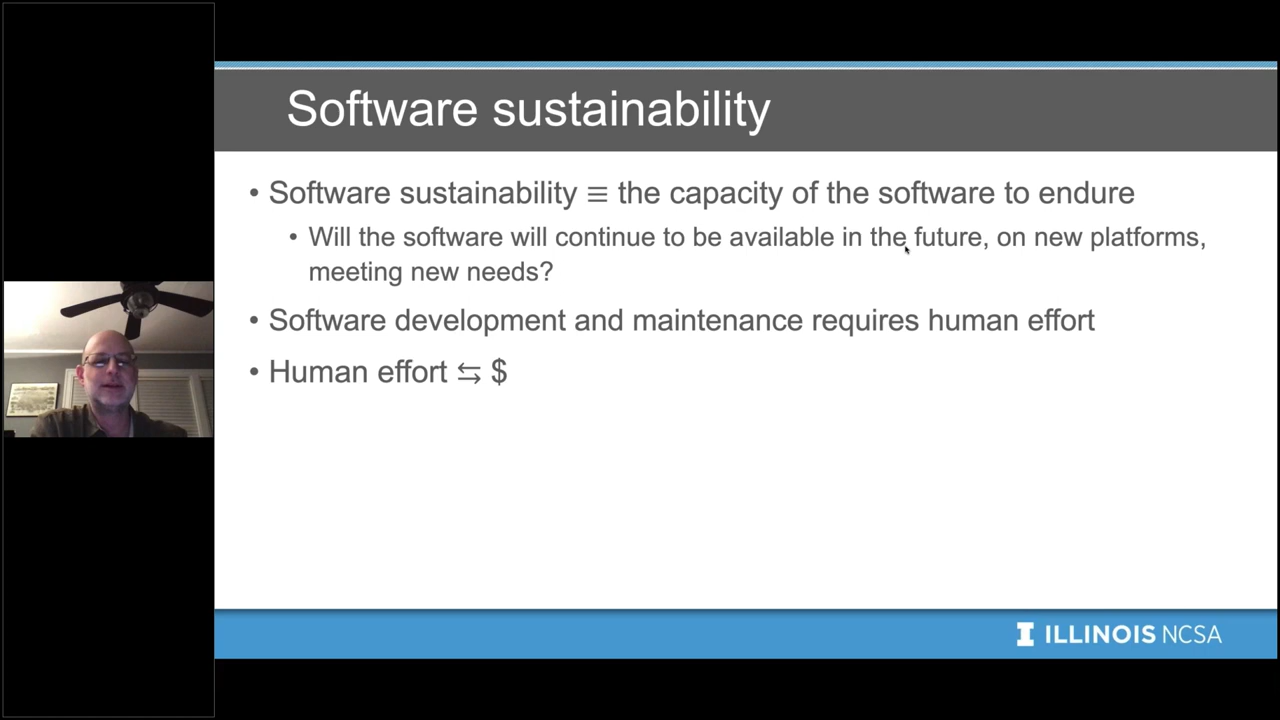 Software sustainability
• Software sustainability ≡ the capacity of the software to endure
• Will the software will continue to be available in the future, on new platforms,
meeting new needs?
• Software development and maintenance requires human effort
• Human effort ⇆ $
ILLINOIS NCSA